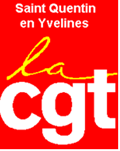 Saint Quentin
en Yvelines
la
cgt